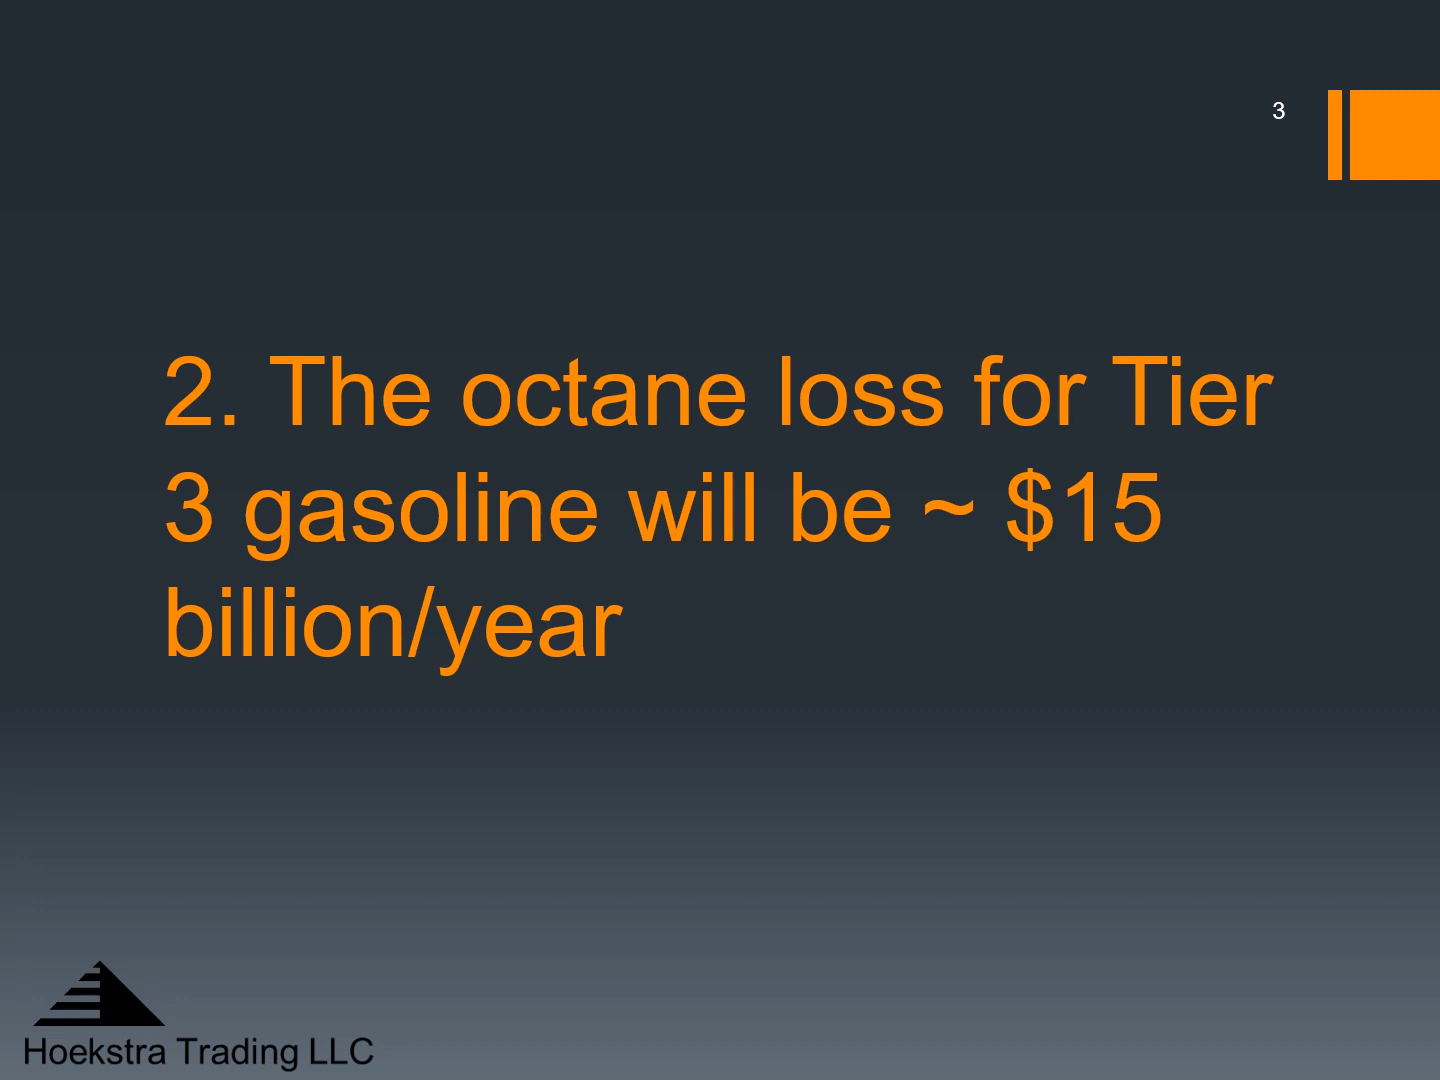 3
2. The octane loss for Tier
3 gasoline will be ~ $15
billion/year
Hoekstra Trading LLC